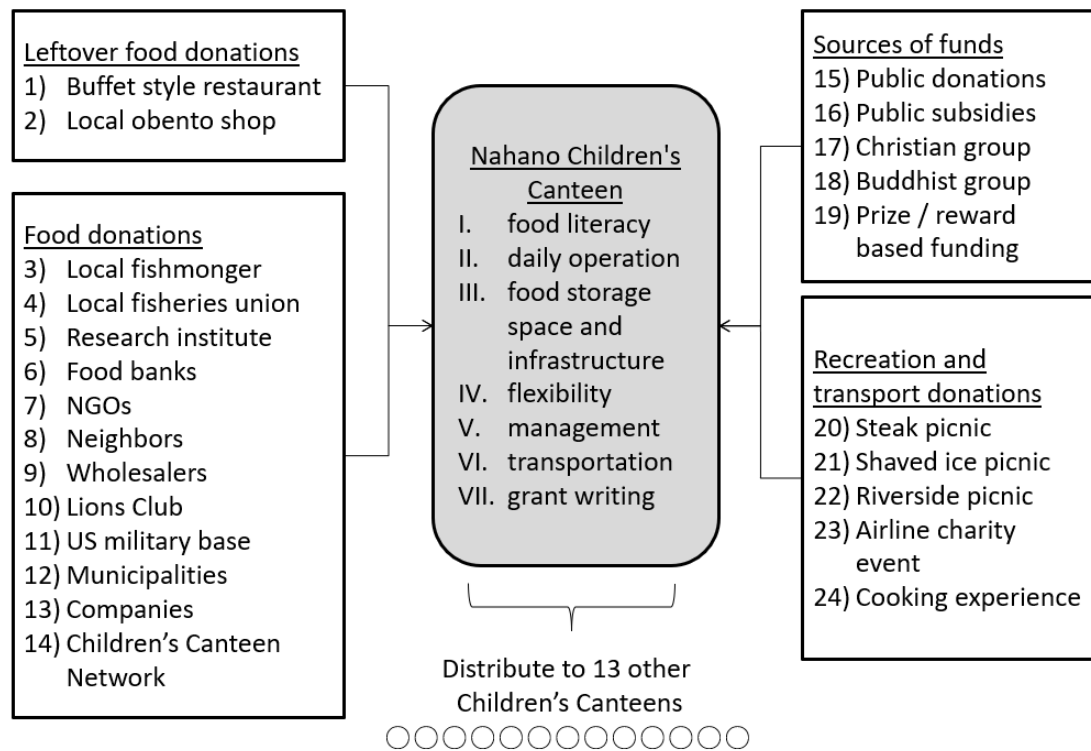 Leftover food donations
1) Buffet style restaurant
2) Local obento shop
Food donations
3) Local fishmonger
4) Local fisheries union
5) Research institute
6) Food banks
7) NGOs
8) Neighbors
9) Wholesalers
10) Lions Club
11) US military base
12) Municipalities
13) Companies
14) Children’s Canteen
Network
Nahano Children's
Canteen
I. food literacy
II. daily operation
III. food storage
space and
infrastructure
IV. flexibility
V. management
VI. transportation
VII. grant writing
Distribute to 13 other
Children’s Canteens
Sources of funds
15) Public donations
16) Public subsidies
17) Christian group
18) Buddhist group
19) Prize / reward
based funding
Recreation and
transport donations
20) Steak picnic
21) Shaved ice picnic
22) Riverside picnic
23) Airline charity
event
24) Cooking experience